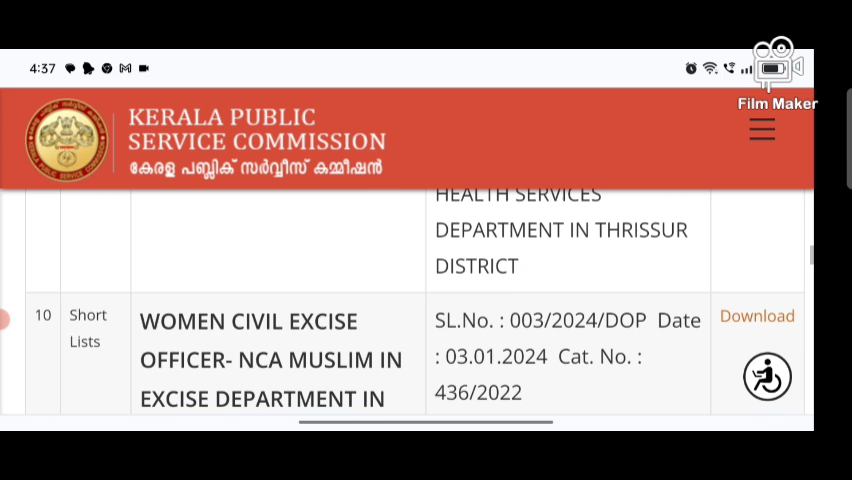 4:37
Film Maker
KERALA PUBLIC
SERVICE COMMISSION
കേരള പബ്ലിക് സർവ്വീസ് കമ്മീഷൻ
HEALTH SERVICES
DEPARTMENT IN THRISSUR
DISTRICT
10
Short
Lists
WOMEN CIVIL EXCISE
OFFICER- NCA MUSLIM IN
EXCISE DEPARTMENT IN
SL.No. : 003/2024/DOP Date
: 03.01.2024 Cat. No. :
436/2022
Download